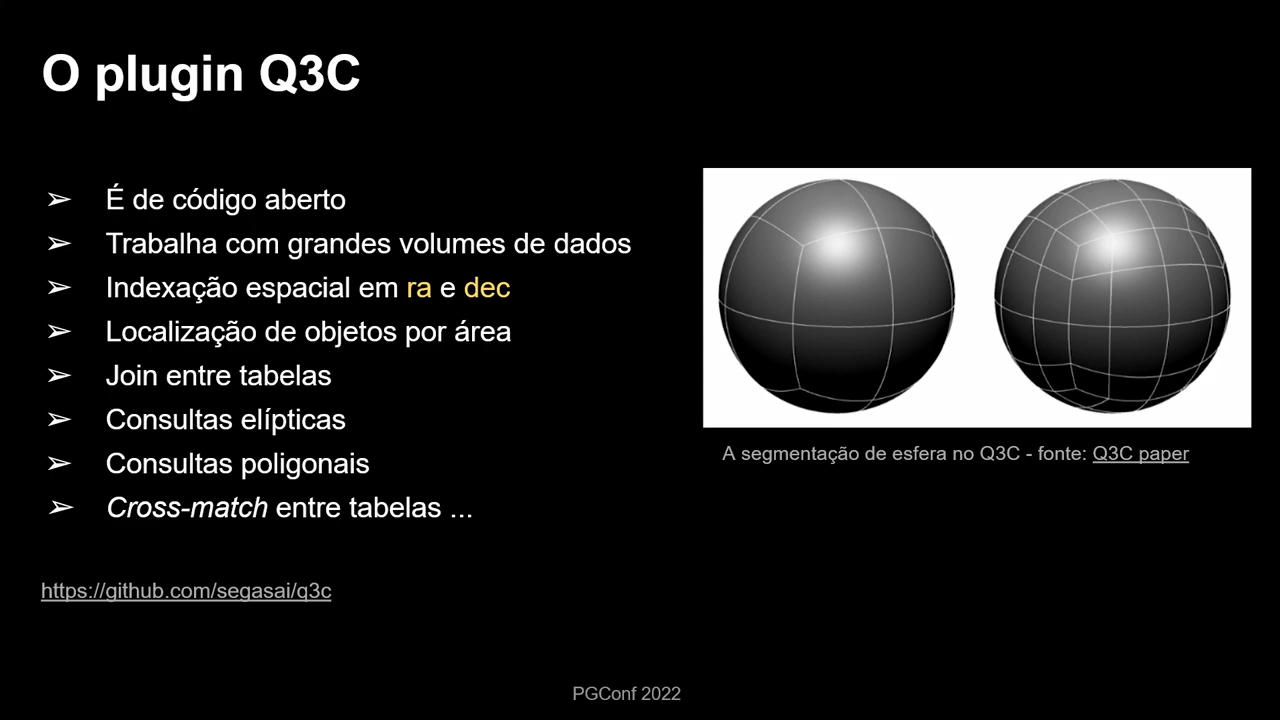 O plugin Q3C
➢ É de código aberto
➢ Trabalha com grandes volumes de dados
➢ Indexação espacial em ra e dec
➢ Localização de objetos por área
➢ Join entre tabelas
➢ Consultas elípticas
➢ Consultas poligonais
➢ Cross-match entre tabelas ...
A segmentação de esfera no Q3C - fonte: Q3C paper
https://github.com/segasai/q3c
PGConf 2022